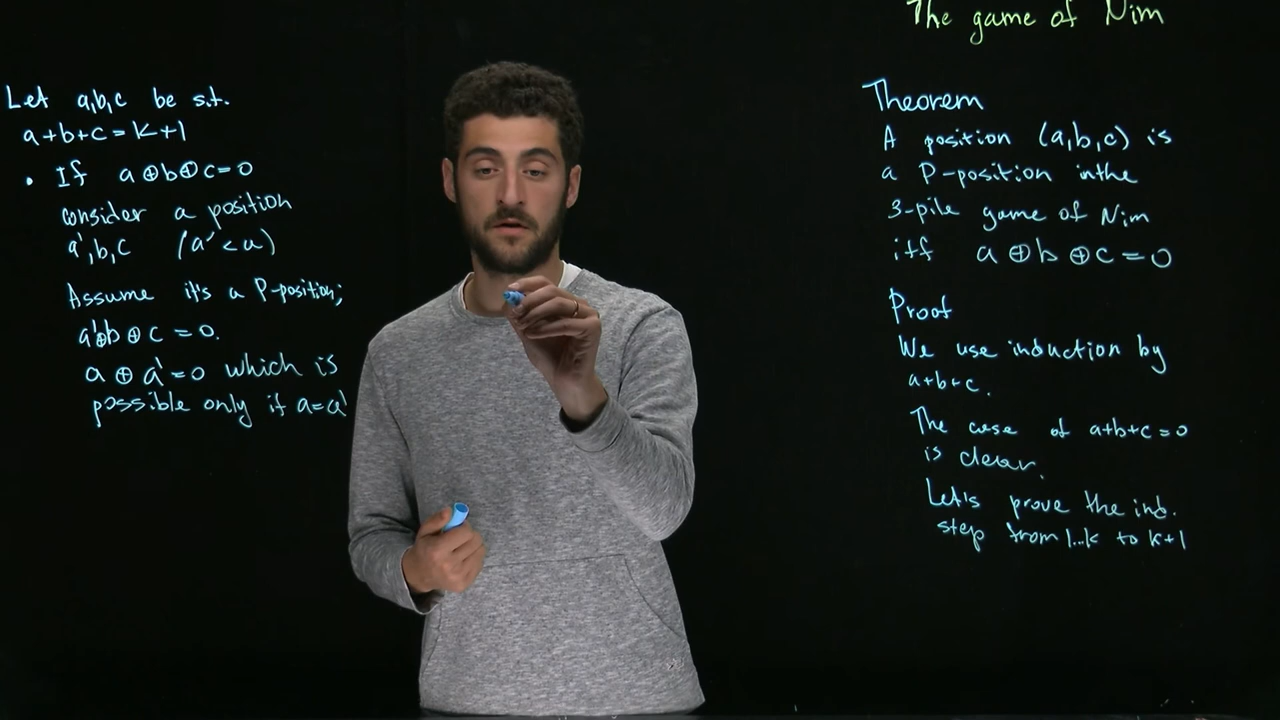 The game of Nim
Let a,b,c be s.t.
a+b+c=k+1
• If a⊕b⊕c=0
consider a position
a',b,c (a'<a)
Assume it's a P-position;
a'⊕b⊕c=0.
a⊕a'=0 which is
possible only if a=a'
Theorem
A position (a,b,c) is
a P-position inthe
3-pile game of Nim
iff a⊕b⊕c=0
Proof
We use induction by
a+b+c.
The case of a+b+c=0
is clear.
Let's prove the ind.
step from 1..k to k+1